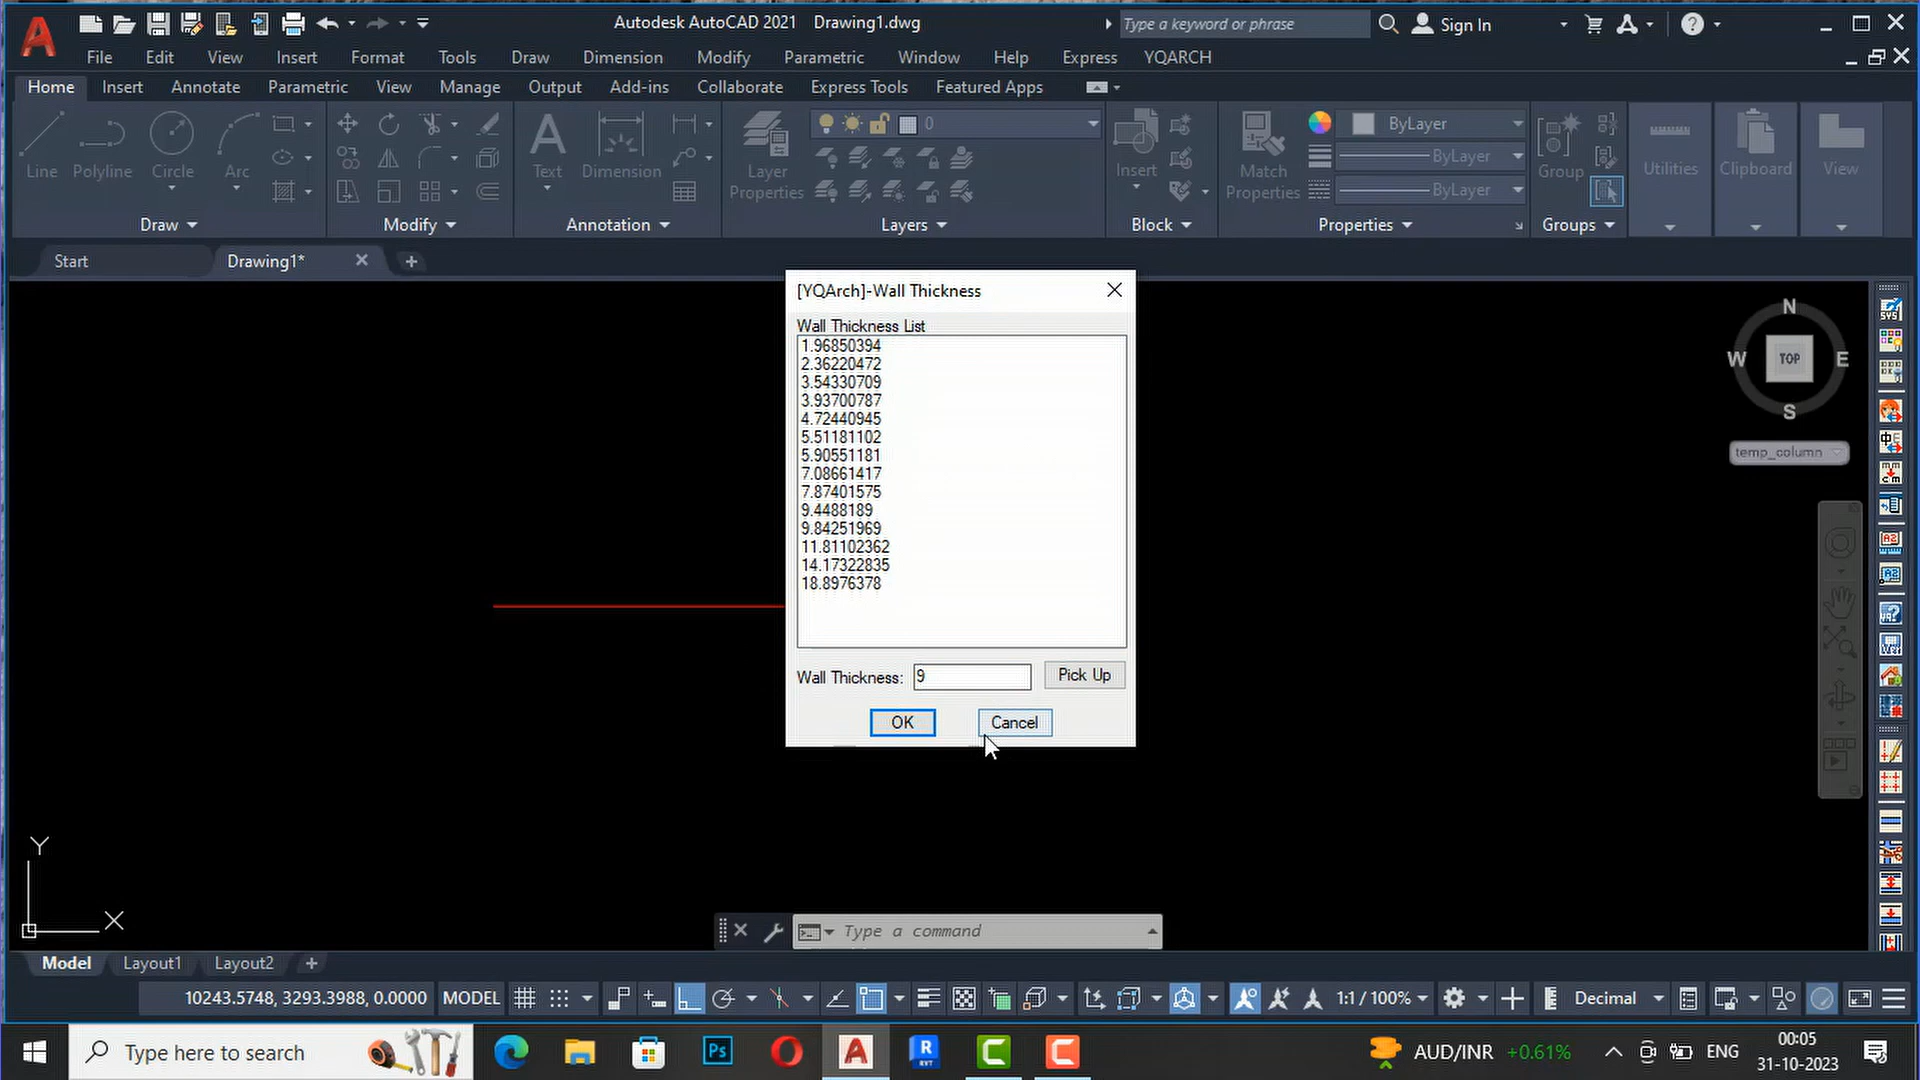 Autodesk AutoCAD 2021 Drawing1.dwg
Type a keyword or phrase
Sign In
File Edit View Insert Format Tools Draw Dimension Modify Parametric Window Help Express YQARCH
Home Insert Annotate Parametric View Manage Output Add-ins Collaborate Express Tools Featured Apps
Line Polyline Circle Arc
Text Dimension
Layer Properties
0
Insert
Match Properties
ByLayer
ByLayer
ByLayer
Group
Utilities
Clipboard
View
Draw Modify Annotation Layers Block Properties Groups
Start Drawing1*
[YQArch]-Wall Thickness
Wall Thickness List
1.96850394
2.36220472
3.54330709
3.93700787
4.72440945
5.51181102
5.90551181
7.08661417
7.87401575
9.4488189
9.84251969
11.81102362
14.17322835
18.8976378
Wall Thickness: 9 Pick Up
OK Cancel
N
W TOP E
S
temp_column
SYS
Y
X
Type a command
Model Layout1 Layout2
10243.5748, 3293.3988, 0.0000 MODEL
1:1 / 100%
Decimal
Type here to search
Ps
R
RVT
AUD/INR +0.61%
ENG
00:05
31-10-2023